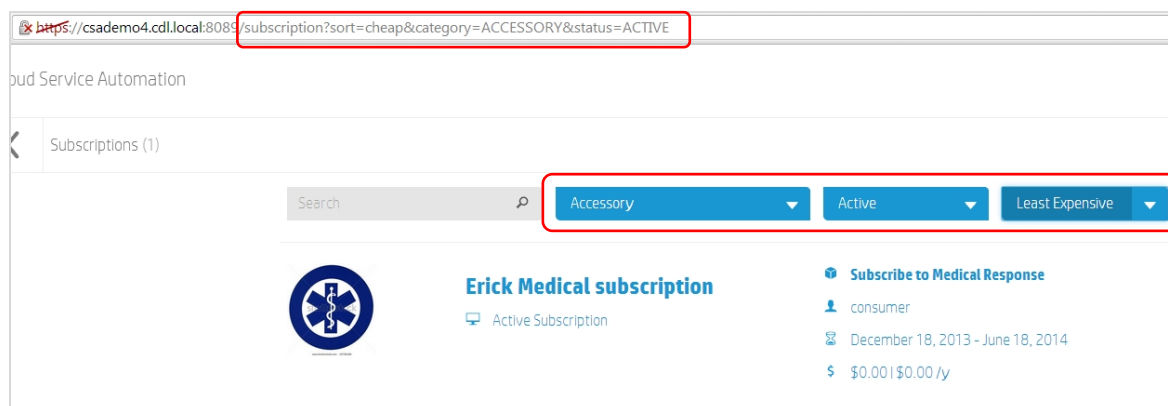 https://csademo4.cdl.local:8089/subscription?sort=cheap&category=ACCESSORY&status=ACTIVE
oud Service Automation
Subscriptions (1)
Search
Accessory
Active
Least Expensive
Erick Medical subscription
Active Subscription
Subscribe to Medical Response
consumer
December 18, 2013 - June 18, 2014
$ $0.00 | $0.00 /y